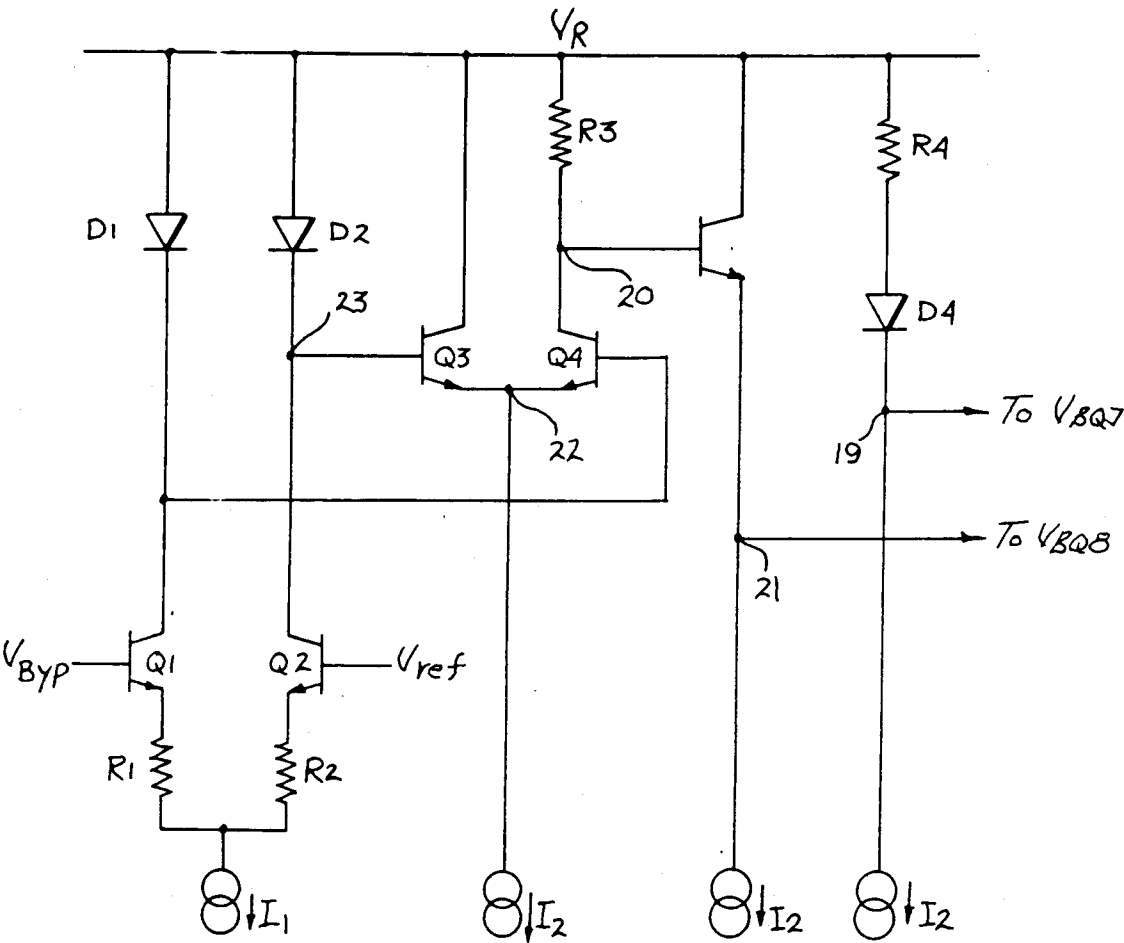 VR
R3
R4
D1
D2
D4
23
20
Q3
Q4
22
19
To VBQ7
To VBQ8
21
VByp
Q1
Q2
Vref
R1
R2
I1
I2
I2
I2